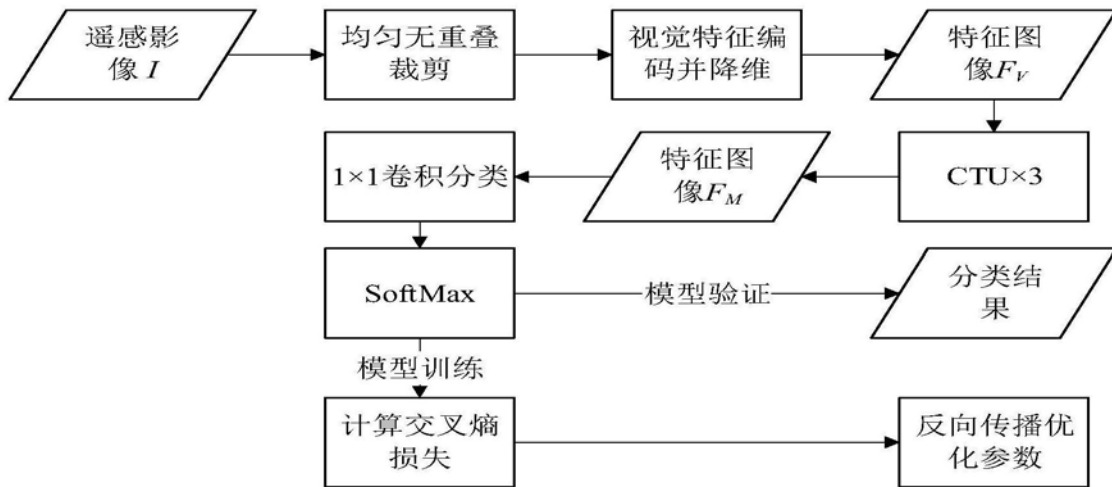 遥感影
像 I
均匀无重叠
裁剪
视觉特征编
码并降维
特征图
像F_V
CTU×3
特征图
像F_M
1×1卷积分类
SoftMax
模型验证
分类结
果
模型训练
计算交叉熵
损失
反向传播优
化参数